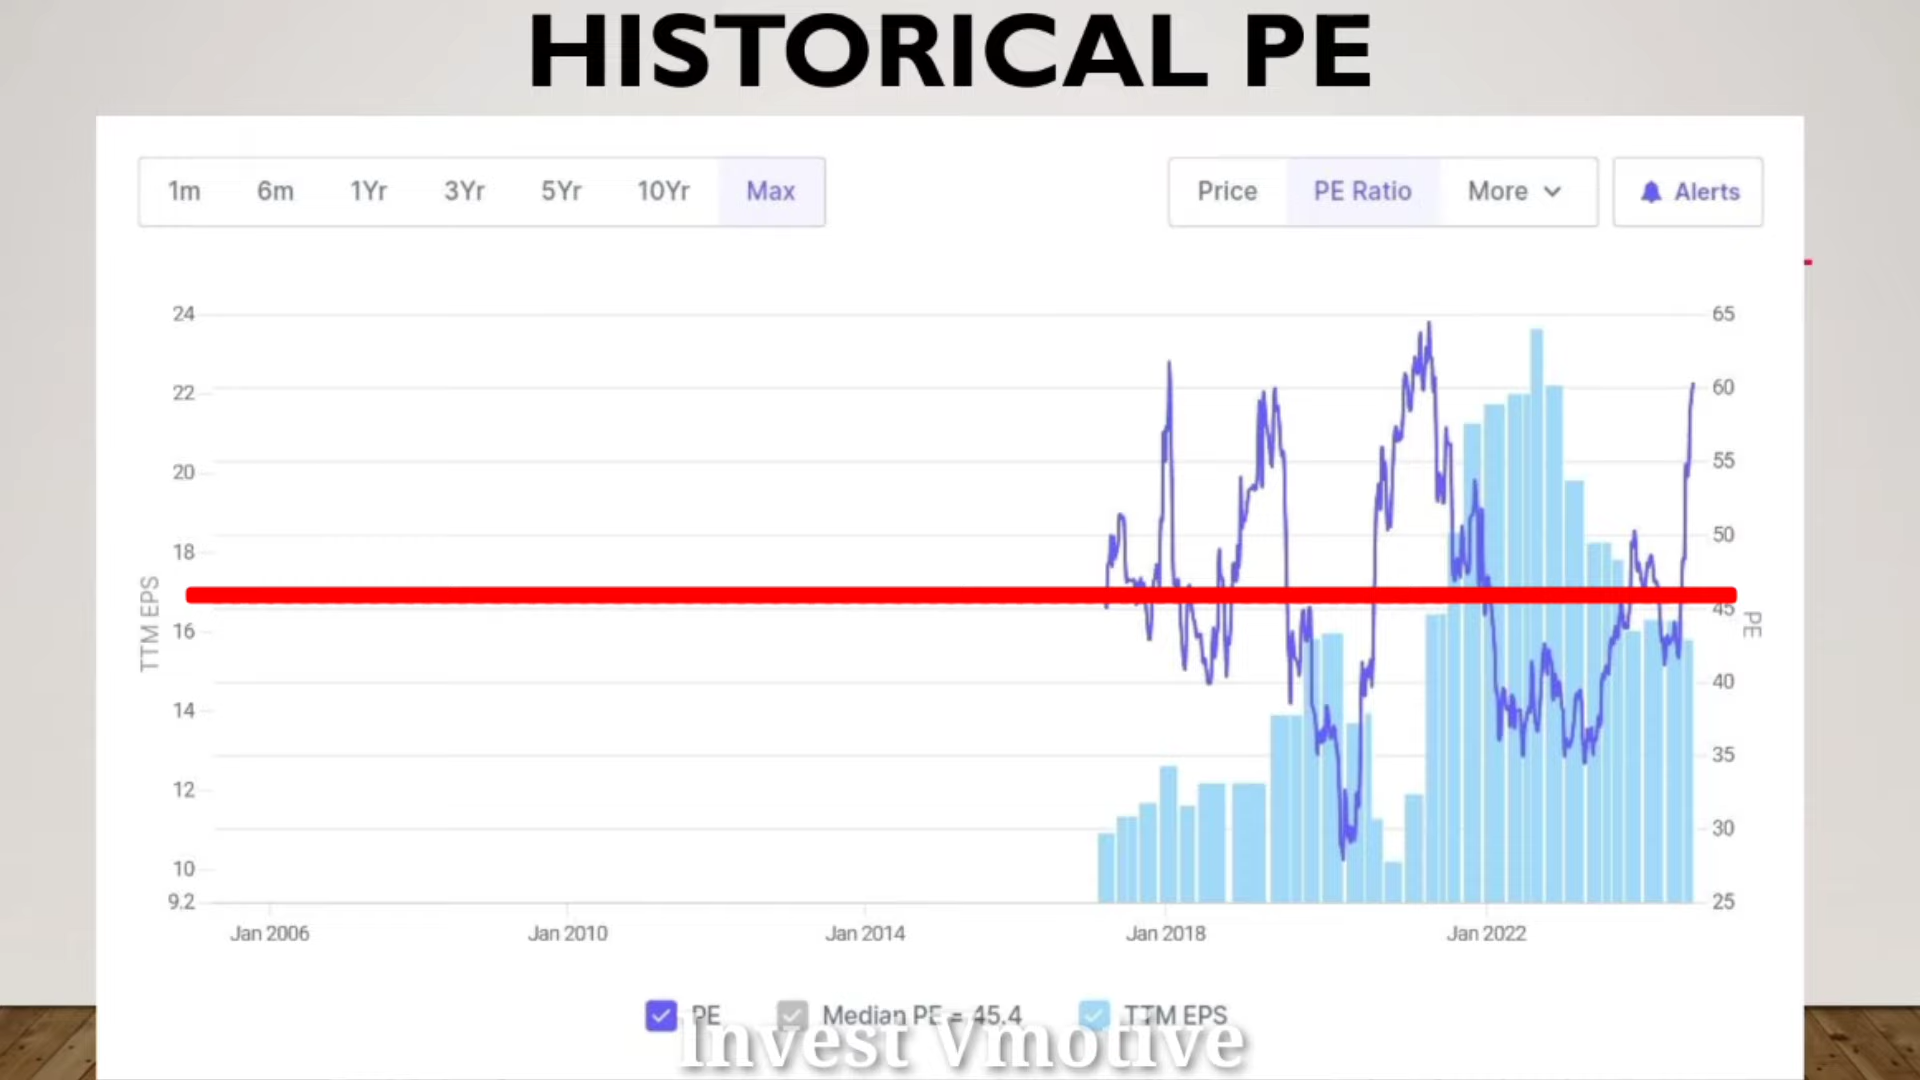 HISTORICAL PE
1m 6m 1Yr 3Yr 5Yr 10Yr Max Price PE Ratio More Alerts
24 65
22 60
20 55
18 50
TTM EPS 16 45 PE
14 40
12 35
10 30
9.2 25
Jan 2006 Jan 2010 Jan 2014 Jan 2018 Jan 2022
PE Median PE = 45.4 TTM EPS
Invest Vmotive